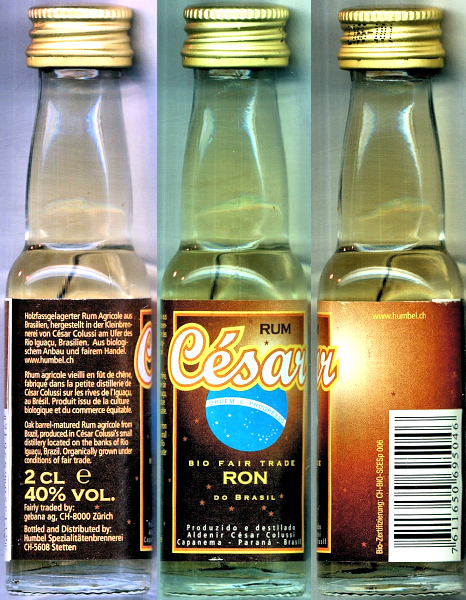 Holzfassgelagerter Rum Agricole aus
Brasilien, hergestellt in der Kleinbren-
nerei von César Colussi am Ufer des
Rio Iguaçu, Brasilien. Aus biologi-
schem Anbau und fairem Handel.
www.humbel.ch
Rhum agricole vieilli en fût de chêne,
fabriqué dans la petite distillerie de
César Colussi sur les rives de l'Iguaçu,
au Brésil. Produit issu de la culture
biologique et du commerce équitable.
Oak barrel-matured Rum agricole from
Brazil, produced in César Colussi's small
distillery located on the banks of Rio
Iguaçu, Brazil. Organically grown under
conditions of fair trade.
2 CL e
40% VOL.
Fairly traded by:
gebana ag, CH-8000 Zürich
Bottled and Distributed by:
Humbel Spezialitätenbrennerei
CH-5608 Stetten
RUM
César
ORDEM E PROGRESSO
BIO FAIR TRADE
RON
DO BRASIL
Produzido e destilado
Aldenir César Colussi
Capanema - Paraná - Brasil
www.humbel.ch
Bio-Zertifizierung: CH-BIO-SCESp 006
7611650695946